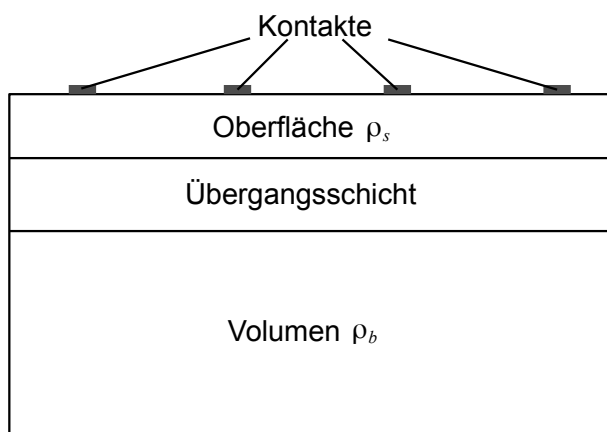 Kontakte
Oberfläche ρs
Übergangsschicht
Volumen ρb